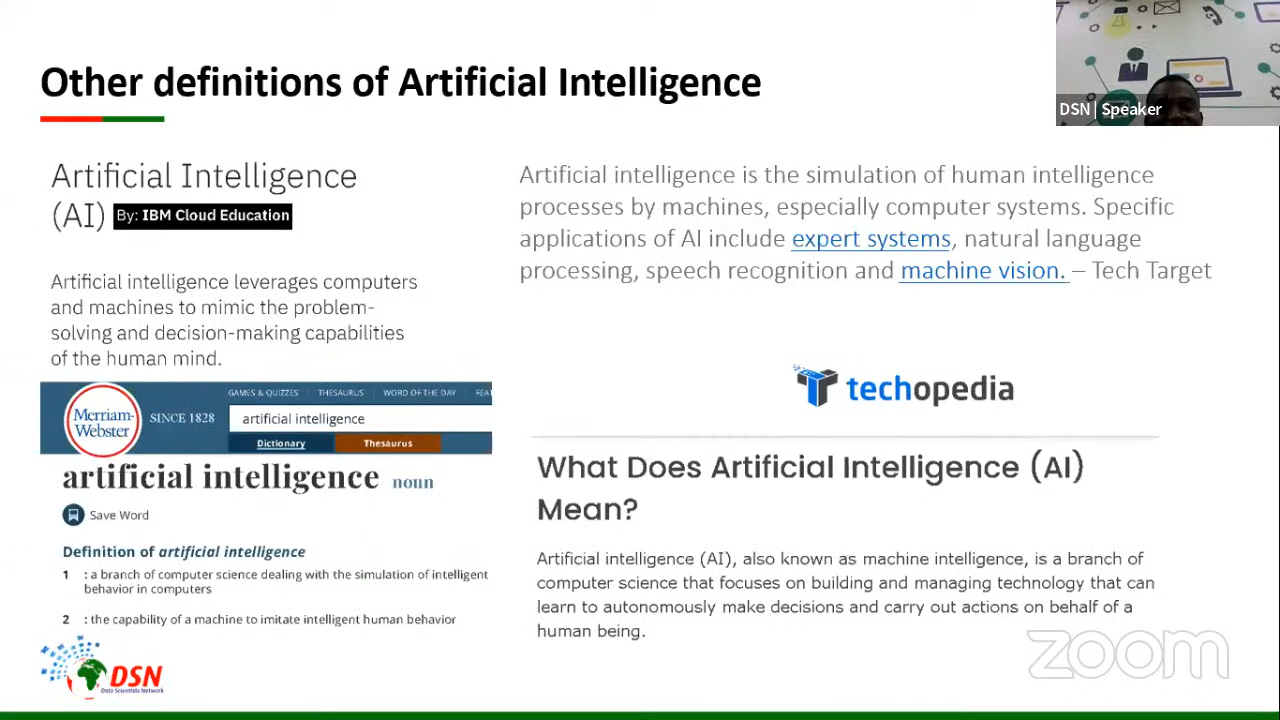 Other definitions of Artificial Intelligence
DSN | Speaker
Artificial Intelligence
(AI) By: IBM Cloud Education
Artificial intelligence leverages computers
and machines to mimic the problem-
solving and decision-making capabilities
of the human mind.
Artificial intelligence is the simulation of human intelligence
processes by machines, especially computer systems. Specific
applications of AI include expert systems, natural language
processing, speech recognition and machine vision. – Tech Target
Merriam-
Webster
SINCE 1828
GAMES & QUIZZES THESAURUS WORD OF THE DAY FEA
artificial intelligence
Dictionary Thesaurus
artificial intelligence noun
Save Word
Definition of artificial intelligence
1 : a branch of computer science dealing with the simulation of intelligent
behavior in computers
2 : the capability of a machine to imitate intelligent human behavior
techopedia
What Does Artificial Intelligence (AI)
Mean?
Artificial intelligence (AI), also known as machine intelligence, is a branch of
computer science that focuses on building and managing technology that can
learn to autonomously make decisions and carry out actions on behalf of a
human being.
DSN
Data Scientists Network
zoom